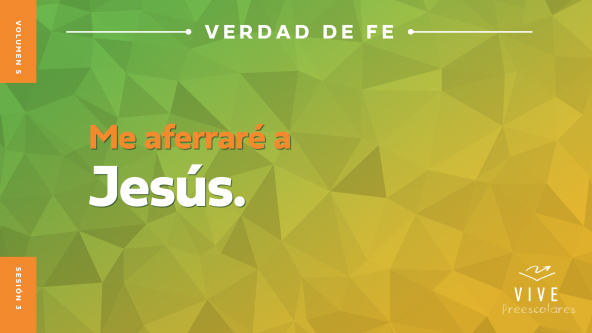 VOLUMEN 5
VERDAD DE FE
Me aferraré a
Jesús.
SESIÓN 3
VIVE
Preescolares